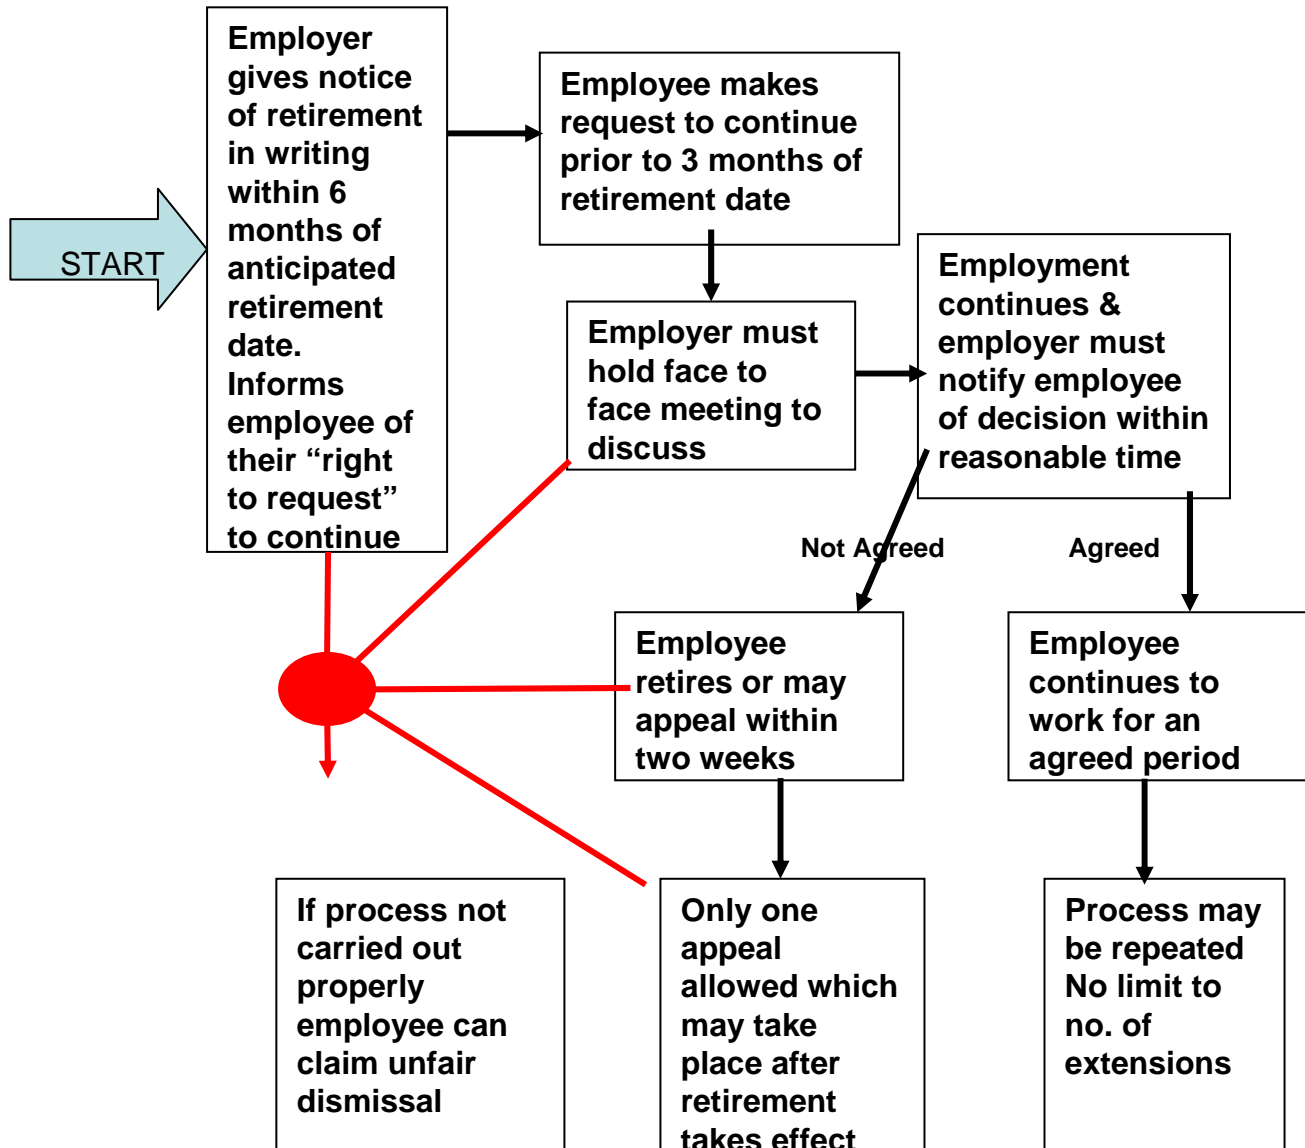 START
Employer
gives notice
of retirement
in writing
within 6
months of
anticipated
retirement
date.
Informs
employee of
their “right
to request”
to continue
Employee makes
request to continue
prior to 3 months of
retirement date
Employer must
hold face to
face meeting to
discuss
Employment
continues &
employer must
notify employee
of decision within
reasonable time
Not Agreed
Agreed
Employee
retires or may
appeal within
two weeks
Employee
continues to
work for an
agreed period
If process not
carried out
properly
employee can
claim unfair
dismissal
Only one
appeal
allowed which
may take
place after
retirement
takes effect
Process may
be repeated
No limit to
no. of
extensions